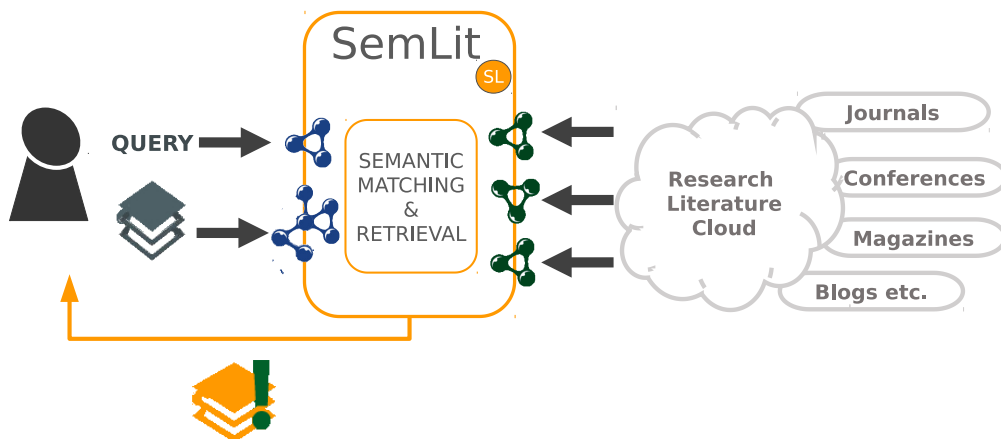 SemLit
SL
QUERY
SEMANTIC
MATCHING
&
RETRIEVAL
Research
Literature
Cloud
Journals
Conferences
Magazines
Blogs etc.
!